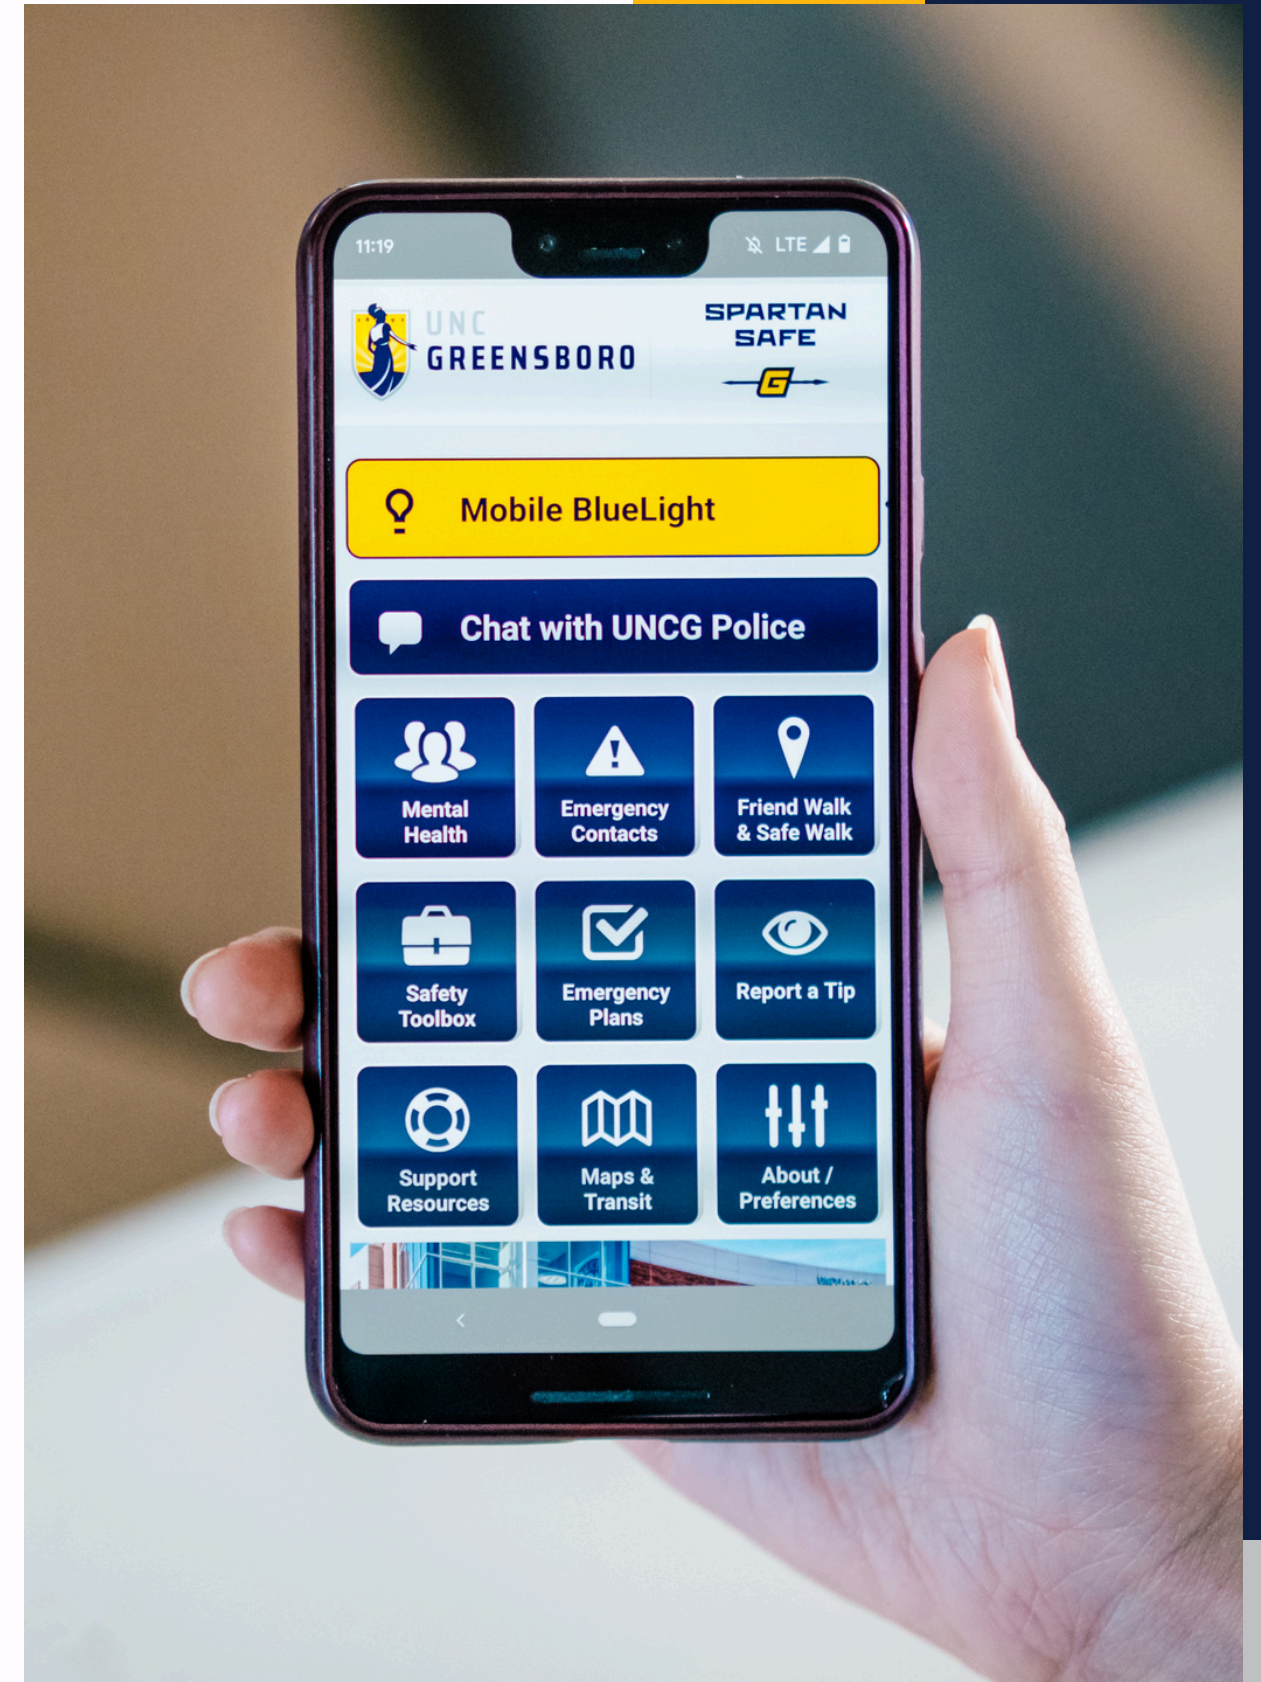 11:19
LTE
UNC
GREENSBORO
SPARTAN
SAFE
G
Mobile BlueLight
Chat with UNCG Police
Mental
Health
Emergency
Contacts
Friend Walk
& Safe Walk
Safety
Toolbox
Emergency
Plans
Report a Tip
Support
Resources
Maps &
Transit
About /
Preferences